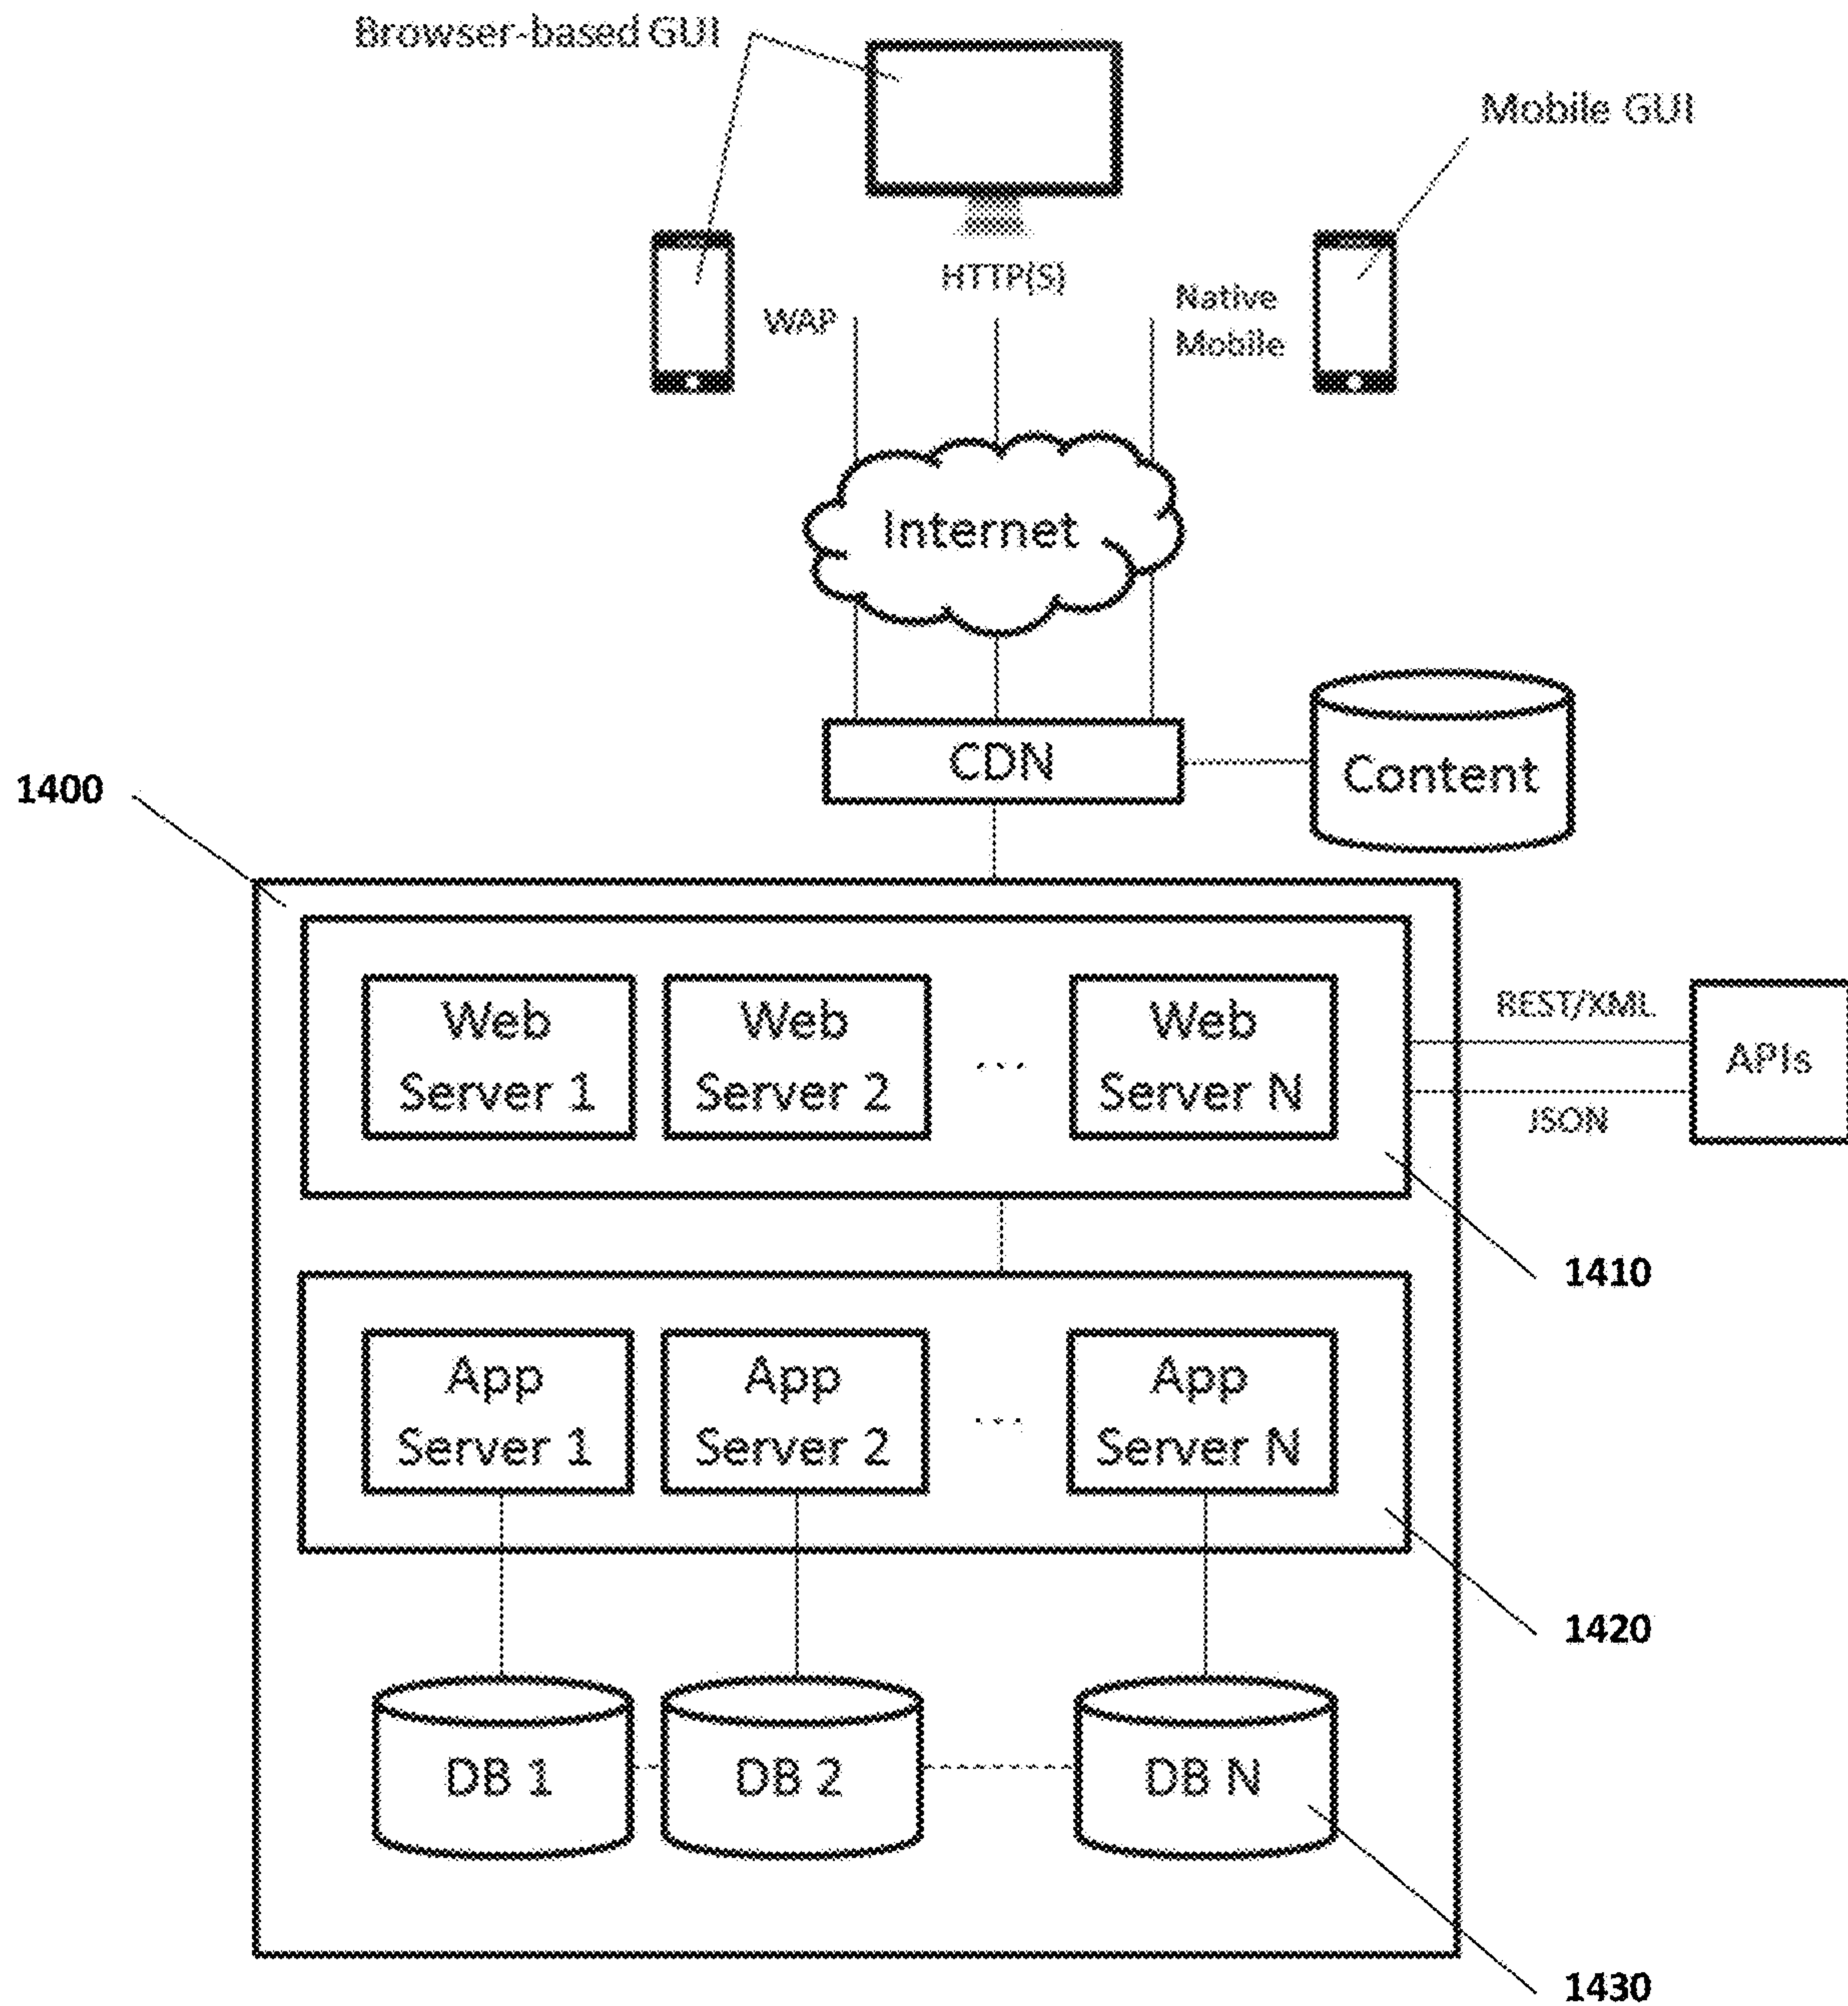 Browser-based GUI
Mobile GUI
HTTP(S)
WAP
Native
Mobile
Internet
CDN
Content
1400
Web
Server 1
Web
Server 2
...
Web
Server N
REST/XML
JSON
APIs
1410
App
Server 1
App
Server 2
...
App
Server N
1420
DB 1
DB 2
DB N
1430